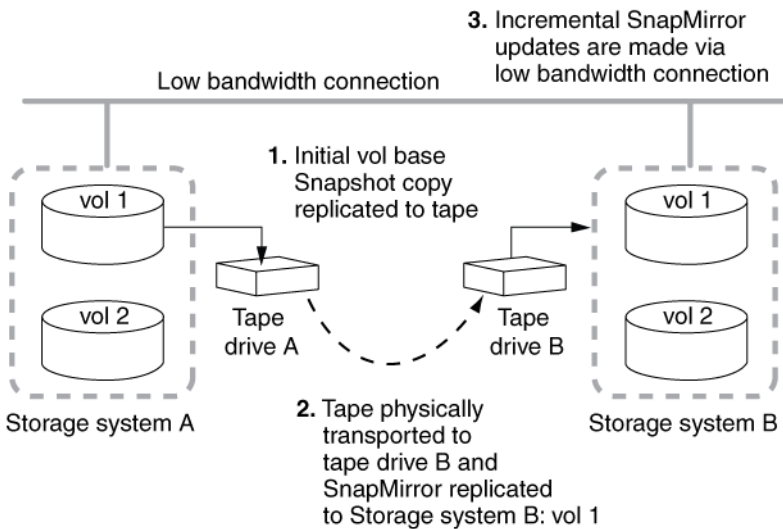 3. Incremental SnapMirror
updates are made via
low bandwidth connection
Low bandwidth connection
1. Initial vol base
Snapshot copy
replicated to tape
vol 1
vol 2
Storage system A
Tape
drive A
Tape
drive B
vol 1
vol 2
Storage system B
2. Tape physically
transported to
tape drive B and
SnapMirror replicated
to Storage system B: vol 1